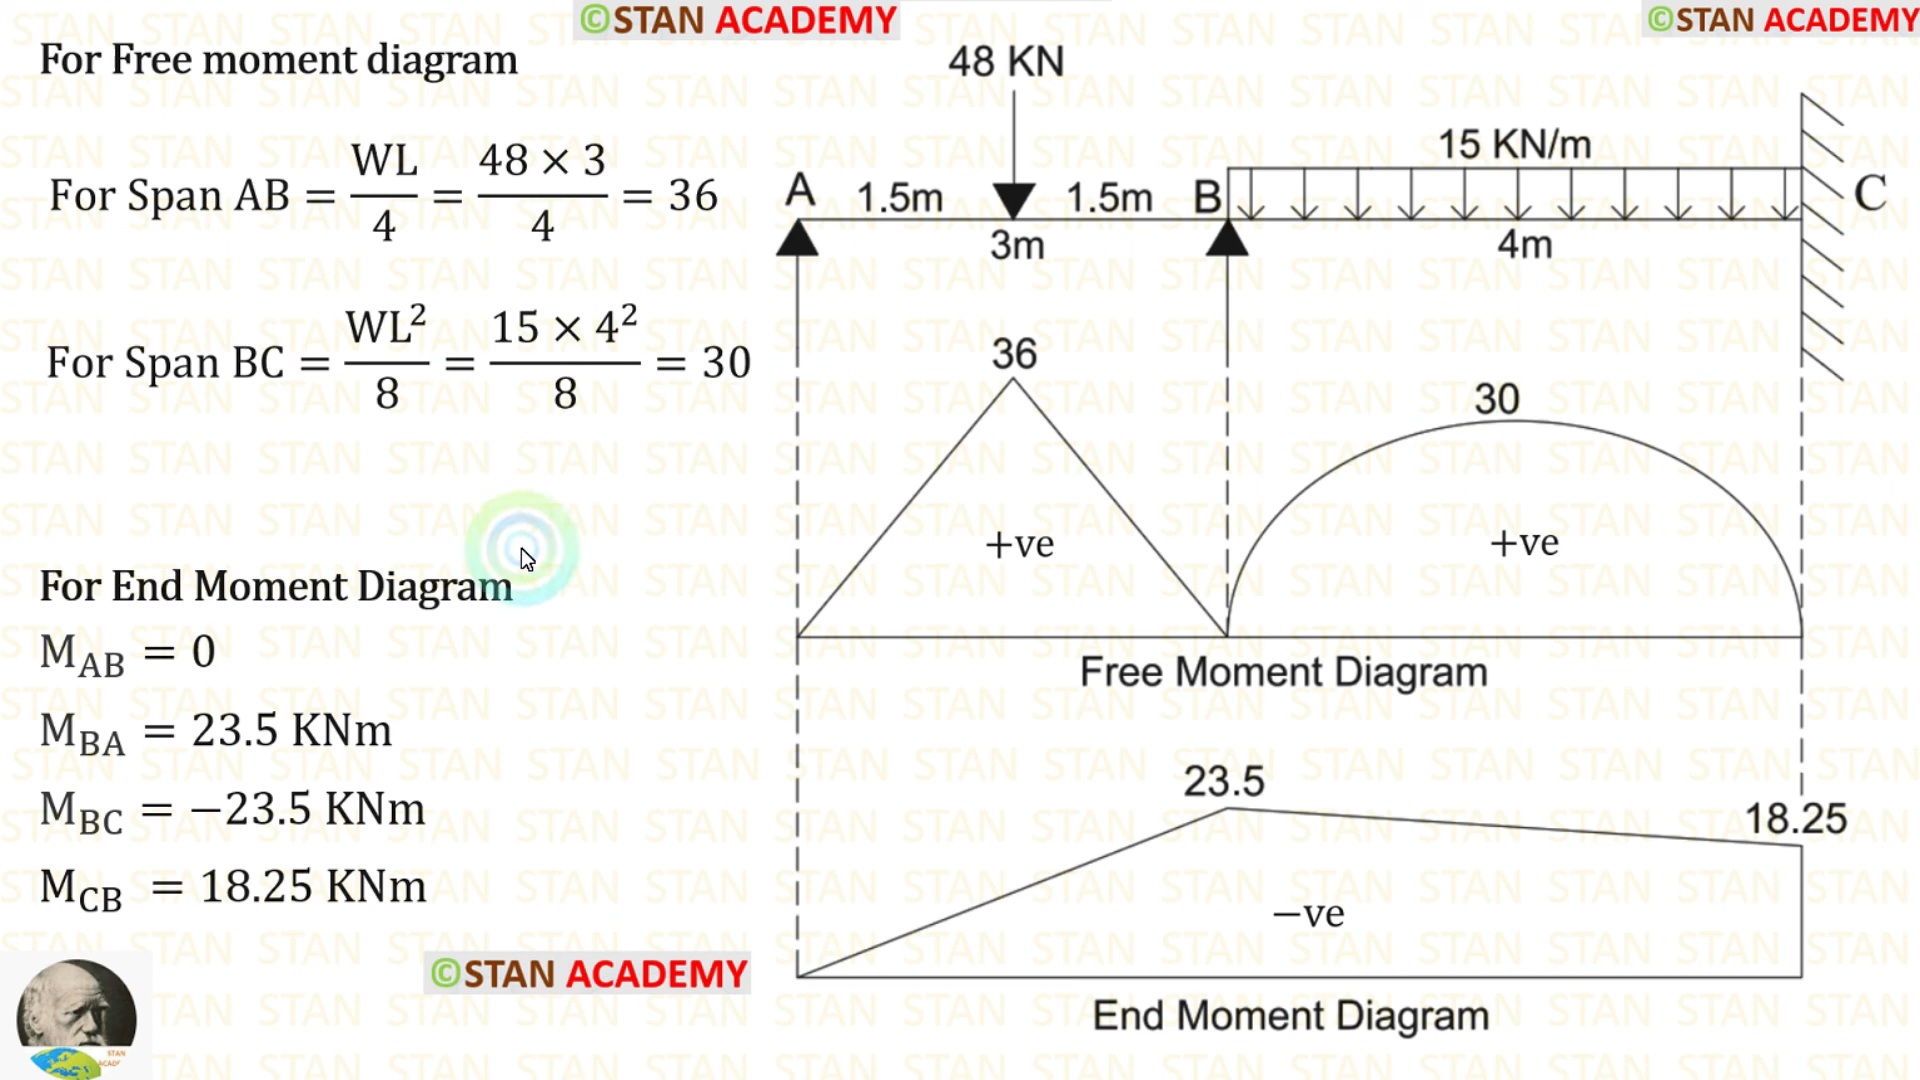 ©STAN ACADEMY
©STAN ACADEMY
For Free moment diagram
For Span AB = WL/4 = 48 × 3/4 = 36
For Span BC = WL²/8 = 15 × 4²/8 = 30
For End Moment Diagram
M_AB = 0
M_BA = 23.5 KNm
M_BC = −23.5 KNm
M_CB = 18.25 KNm
©STAN ACADEMY
STAN
ACADY
48 KN
15 KN/m
A 1.5m 1.5m B C
3m 4m
36
30
+ve +ve
Free Moment Diagram
23.5
18.25
−ve
End Moment Diagram